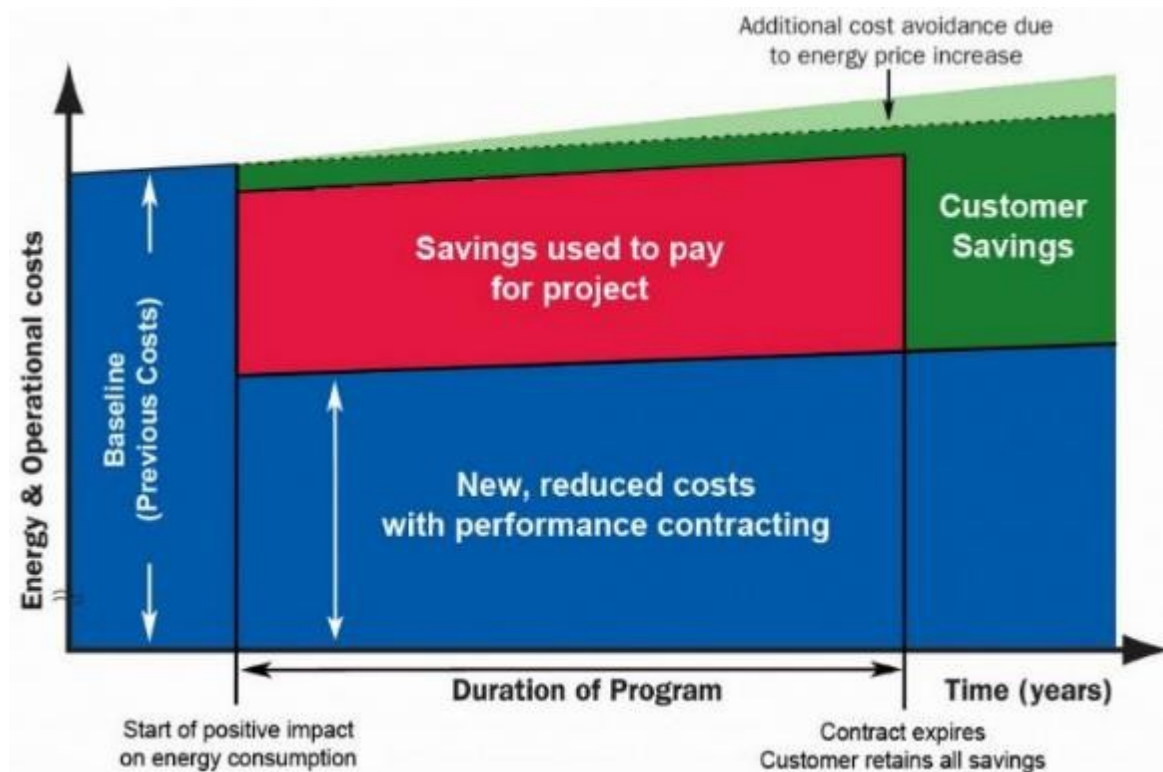 Additional cost avoidance due
to energy price increase
Energy & Operational costs
Baseline
(Previous Costs)
Savings used to pay
for project
Customer
Savings
New, reduced costs
with performance contracting
Duration of Program
Time (years)
Start of positive impact
on energy consumption
Contract expires
Customer retains all savings